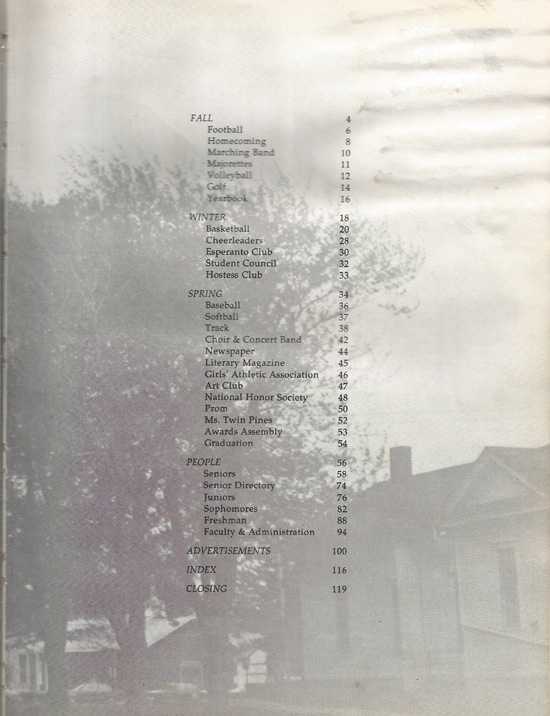 FALL 4
Football 6
Homecoming 8
Marching Band 10
Majorettes 11
Volleyball 12
Golf 14
Yearbook 16
WINTER 18
Basketball 20
Cheerleaders 28
Esperanto Club 30
Student Council 32
Hostess Club 33
SPRING 34
Baseball 36
Softball 37
Track 38
Choir & Concert Band 42
Newspaper 44
Literary Magazine 45
Girls' Athletic Association 46
Art Club 47
National Honor Society 48
Prom 50
Ms. Twin Pines 52
Awards Assembly 53
Graduation 54
PEOPLE 56
Seniors 58
Senior Directory 74
Juniors 76
Sophomores 82
Freshman 88
Faculty & Administration 94
ADVERTISEMENTS 100
INDEX 116
CLOSING 119